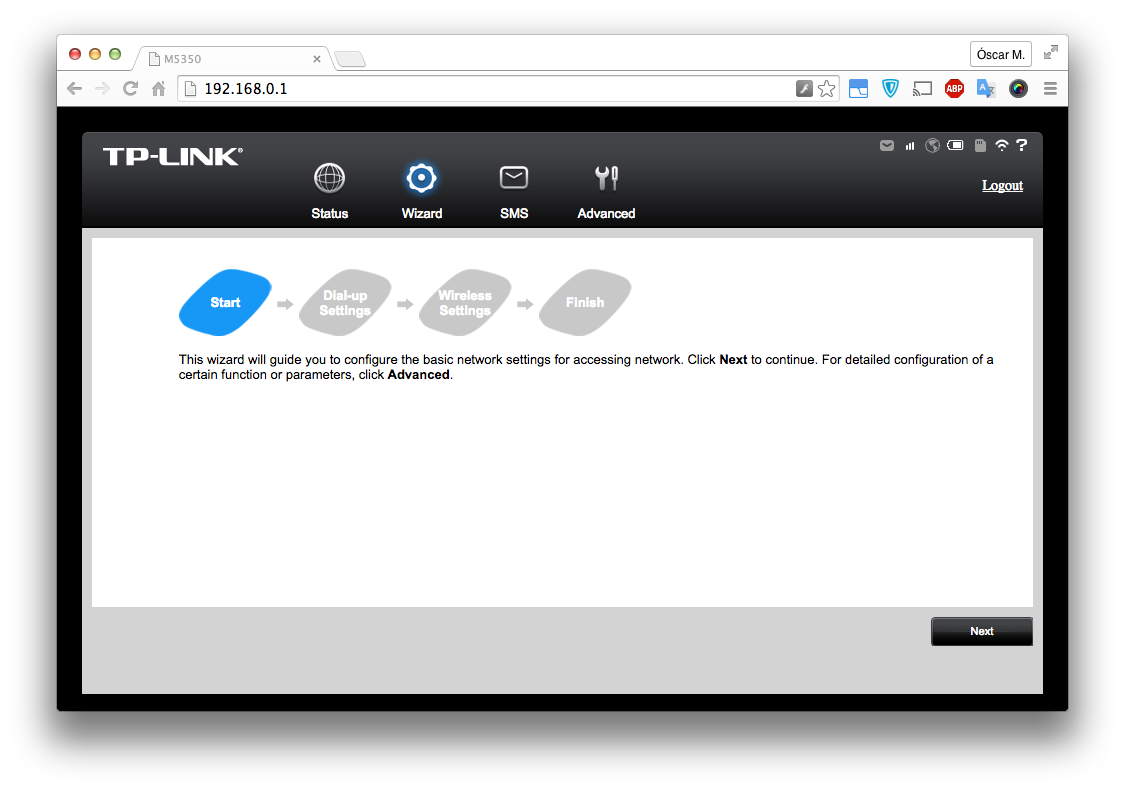 M5350
Óscar M.
192.168.0.1
ABP
TP-LINK®
Logout
Status
Wizard
SMS
Advanced
Start
Dial-up
Settings
Wireless
Settings
Finish
This wizard will guide you to configure the basic network settings for accessing network. Click Next to continue. For detailed configuration of a
certain function or parameters, click Advanced.
Next